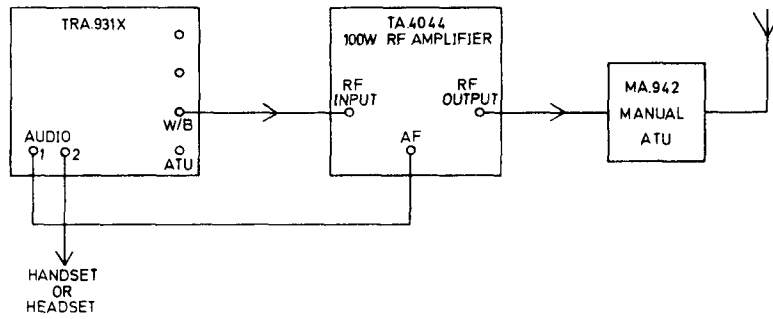 TRA.931X
W/B
ATU
AUDIO
1 2
HANDSET
OR
HEADSET
TA.4044
100W RF AMPLIFIER
RF
INPUT
RF
OUTPUT
AF
MA.942
MANUAL
ATU